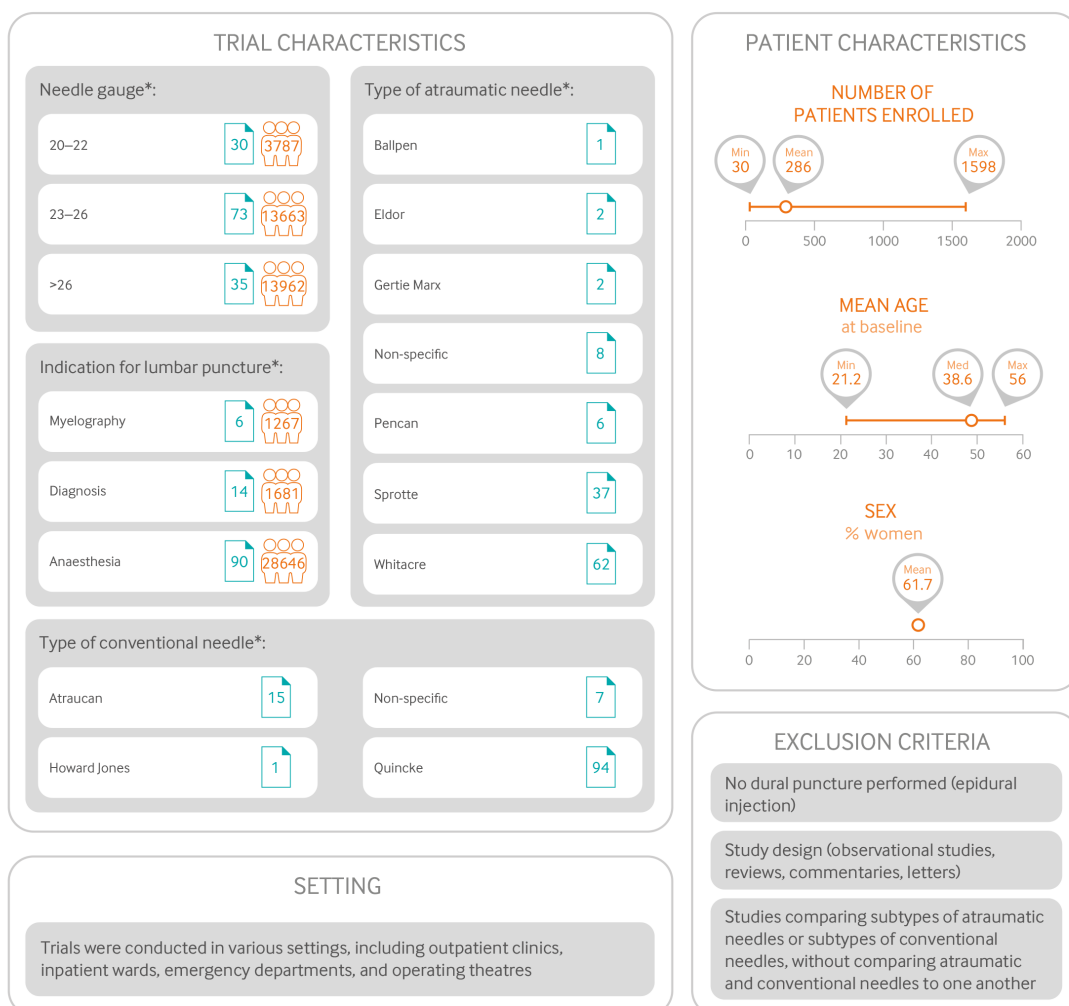 TRIAL CHARACTERISTICS
Needle gauge*:
20–22 30 3787
23–26 73 13663
>26 35 13962
Indication for lumbar puncture*:
Myelography 6 1267
Diagnosis 14 1681
Anaesthesia 90 28646
Type of atraumatic needle*:
Ballpen 1
Eldor 2
Gertie Marx 2
Non-specific 8
Pencan 6
Sprotte 37
Whitacre 62
Type of conventional needle*:
Atraucan 15
Howard Jones 1
Non-specific 7
Quincke 94
SETTING
Trials were conducted in various settings, including outpatient clinics,
inpatient wards, emergency departments, and operating theatres
PATIENT CHARACTERISTICS
NUMBER OF
PATIENTS ENROLLED
Min Mean Max
30 286 1598
0 500 1000 1500 2000
MEAN AGE
at baseline
Min Med Max
21.2 38.6 56
0 10 20 30 40 50 60
SEX
% women
Mean
61.7
0 20 40 60 80 100
EXCLUSION CRITERIA
No dural puncture performed (epidural
injection)
Study design (observational studies,
reviews, commentaries, letters)
Studies comparing subtypes of atraumatic
needles or subtypes of conventional
needles, without comparing atraumatic
and conventional needles to one another